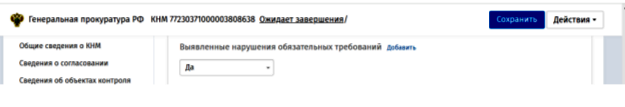 Генеральная прокуратура РФ КНМ 77230371000003808638 Ожидает завершения/ Сохранить Действия
Общие сведения о КНМ
Выявленные нарушения обязательных требований Добавить
Сведения о согласовании
Да
Сведения об объектах контроля